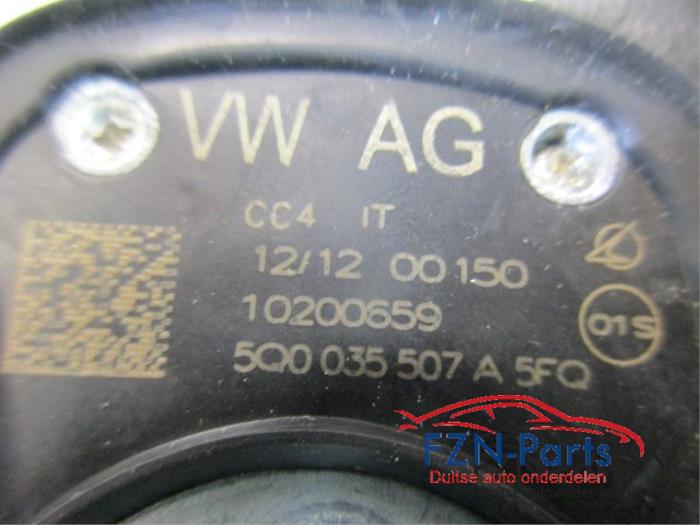 VW AG
CC4 IT
12/12 00150
10200659
01S
5Q0 035 507 A 5FQ
FZN-Parts
Duitse auto onderdelen